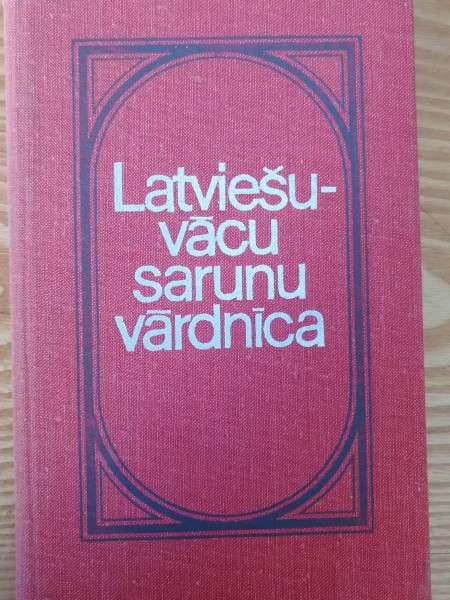 Latviešu-
vācu
sarunu
vārdnīca